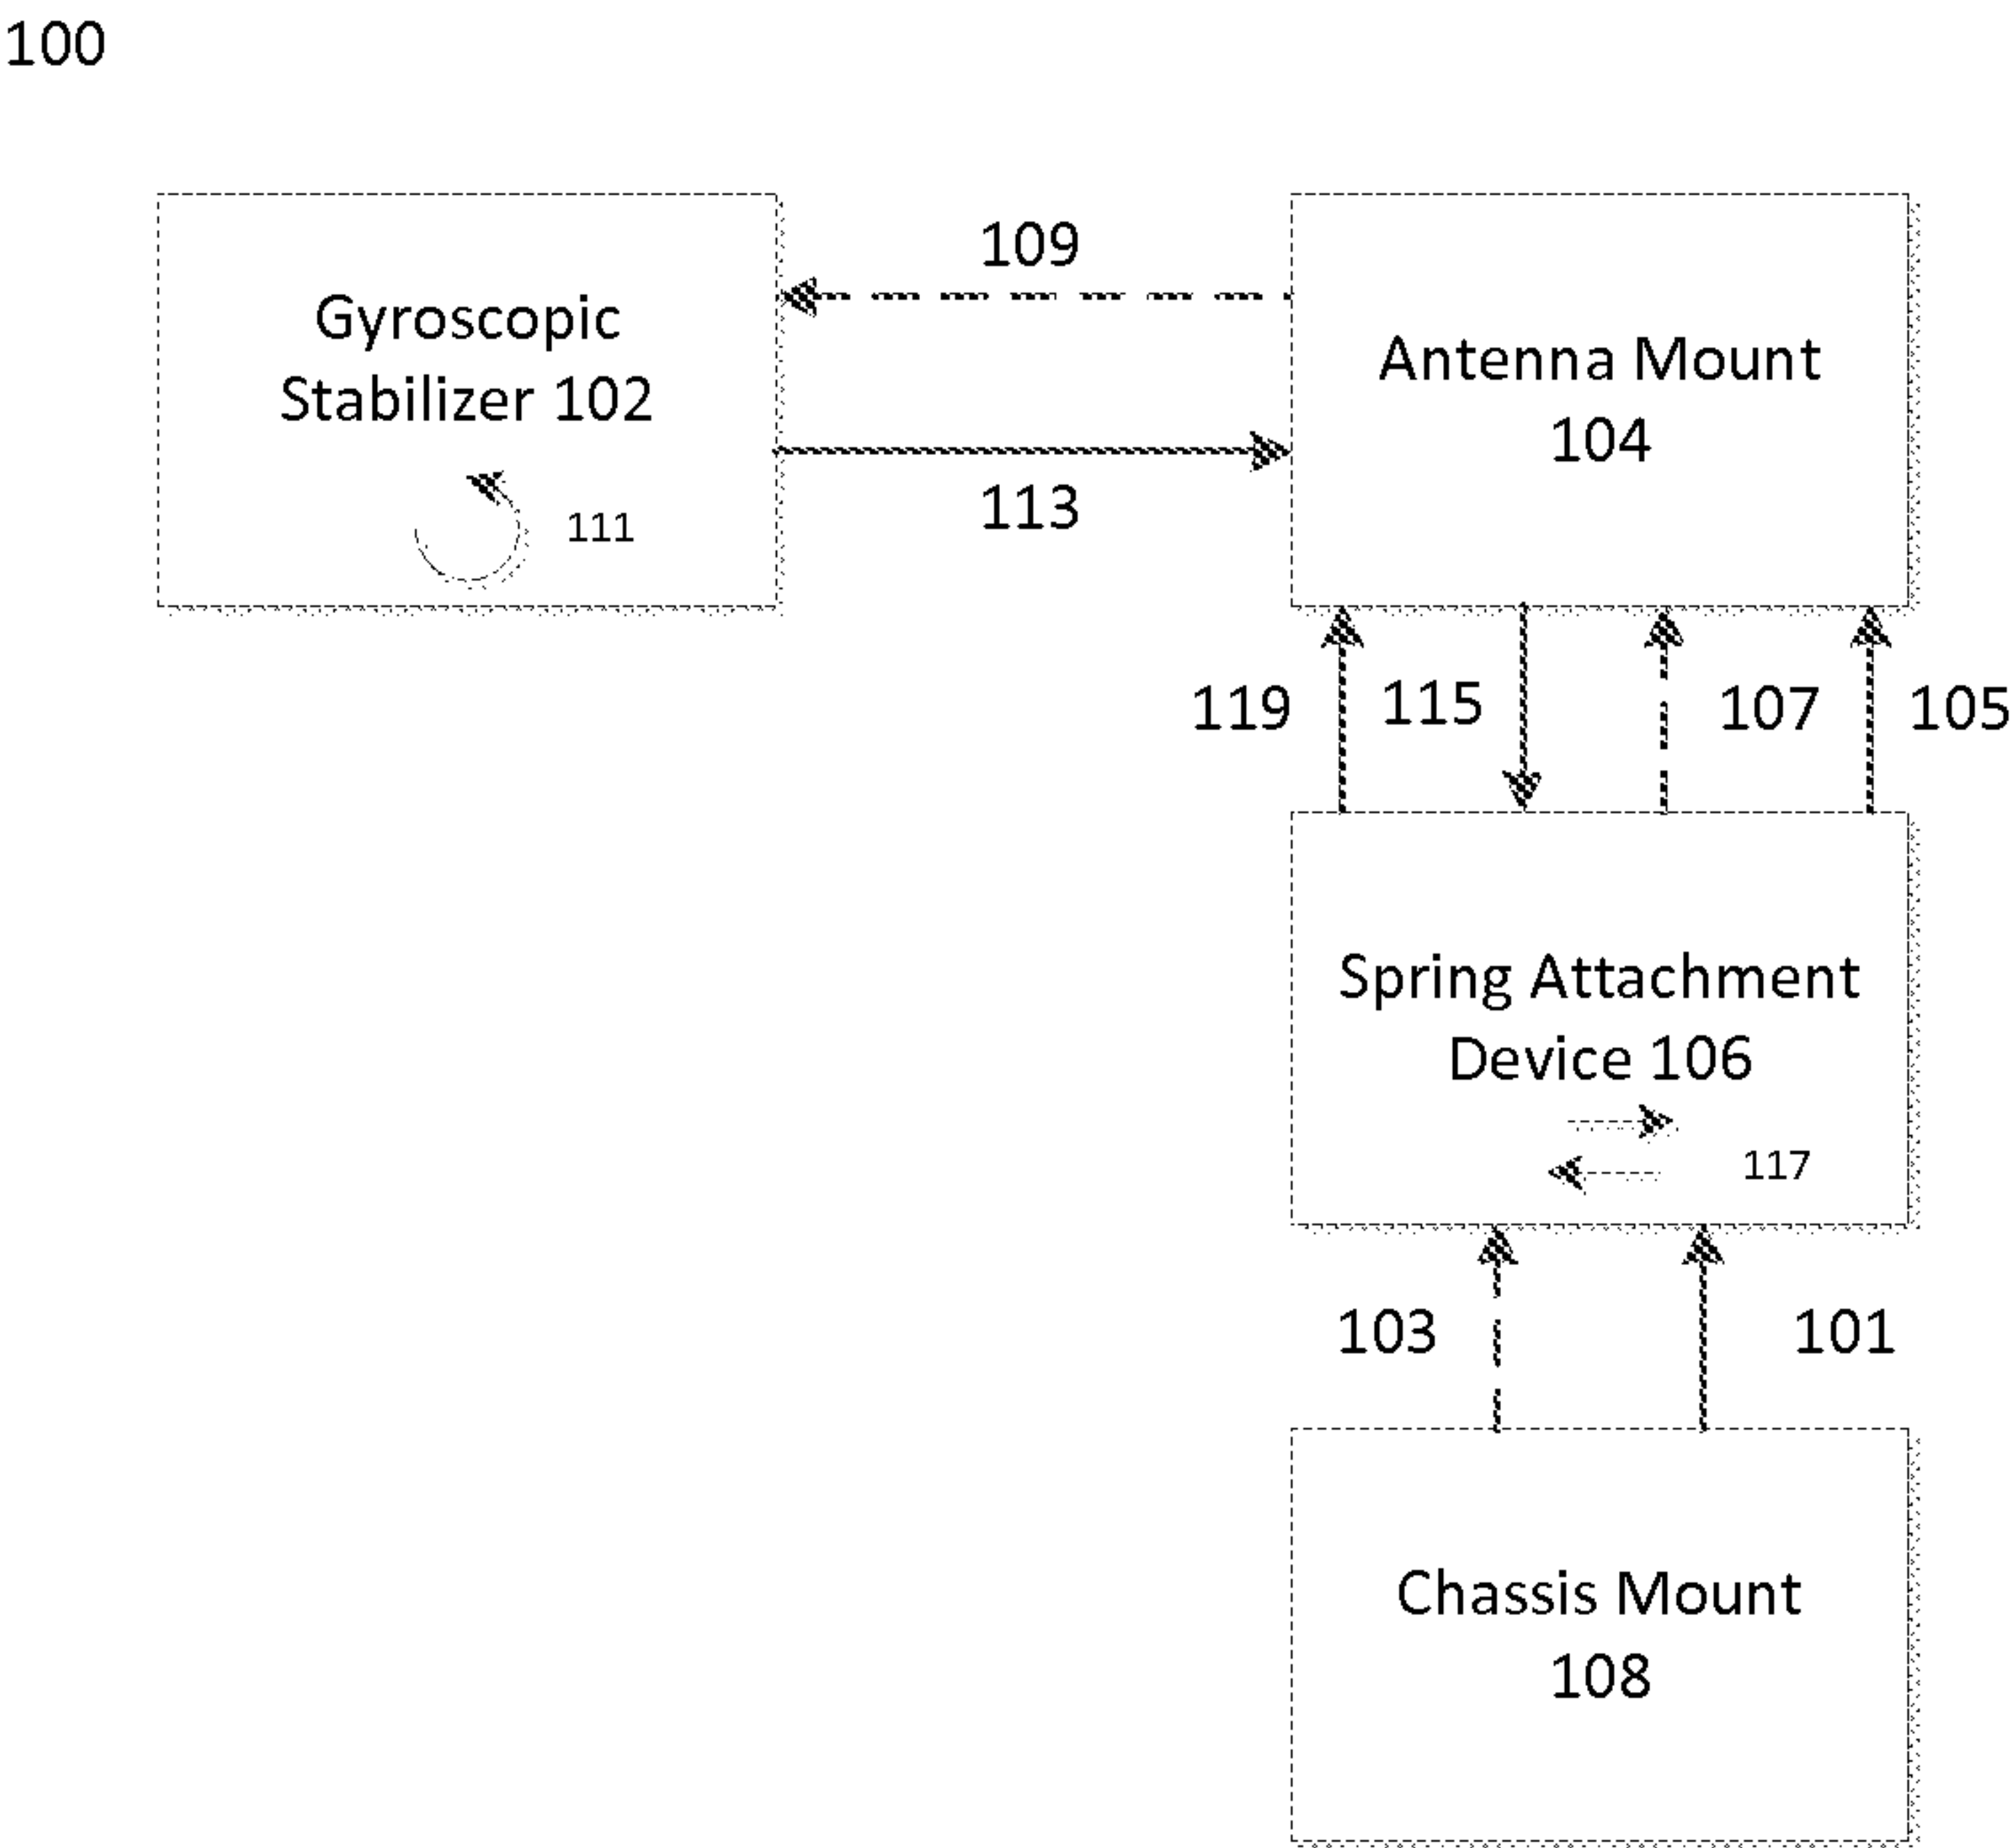 100
109
Gyroscopic
Stabilizer 102
111
113
Antenna Mount
104
119
115
107
105
Spring Attachment
Device 106
117
103
101
Chassis Mount
108